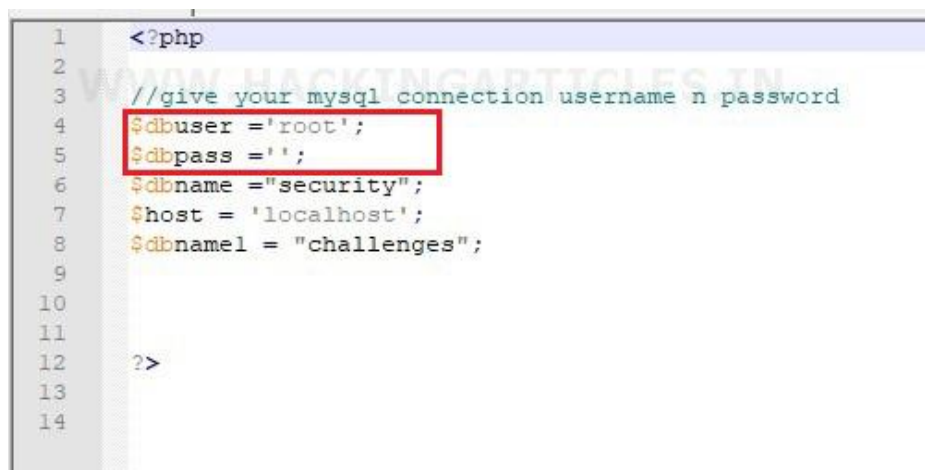 1 <?php
2
WWW.HACKINGARTICLES.IN
3 //give your mysql connection username n password
4 $dbuser ='root';
5 $dbpass ='';
6 $dbname ="security";
7 $host = 'localhost';
8 $dbname1 = "challenges";
9
10
11
12 ?>
13
14